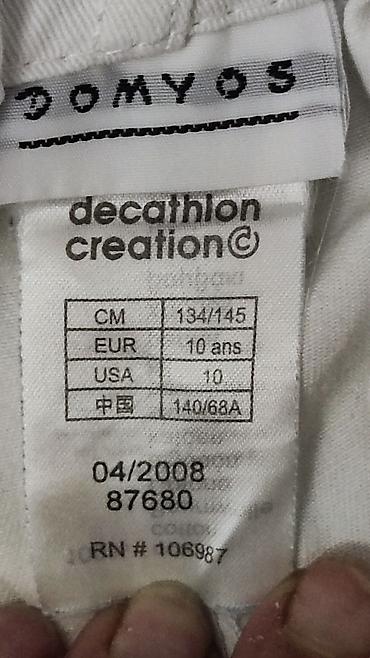 DOMYOS
decathlon
creation©
CM 134/145
EUR 10 ans
USA 10
中国 140/68A
04/2008
87680
RN # 106987